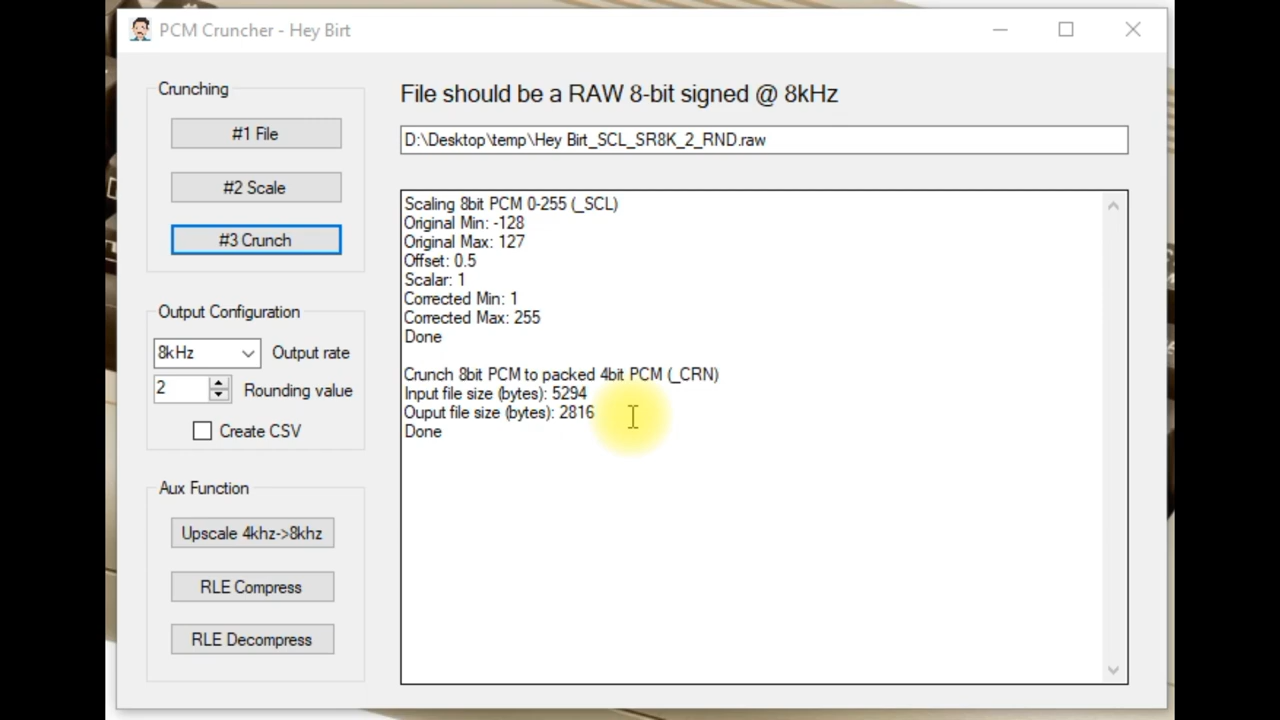 PCM Cruncher - Hey Birt
Crunching
#1 File
#2 Scale
#3 Crunch
Output Configuration
8kHz Output rate
2 Rounding value
Create CSV
Aux Function
Upscale 4khz->8khz
RLE Compress
RLE Decompress
File should be a RAW 8-bit signed @ 8kHz
D:\Desktop\temp\Hey Birt_SCL_SR8K_2_RND.raw
Scaling 8bit PCM 0-255 (_SCL)
Original Min: -128
Original Max: 127
Offset: 0.5
Scalar: 1
Corrected Min: 1
Corrected Max: 255
Done
Crunch 8bit PCM to packed 4bit PCM (_CRN)
Input file size (bytes): 5294
Ouput file size (bytes): 2816
Done